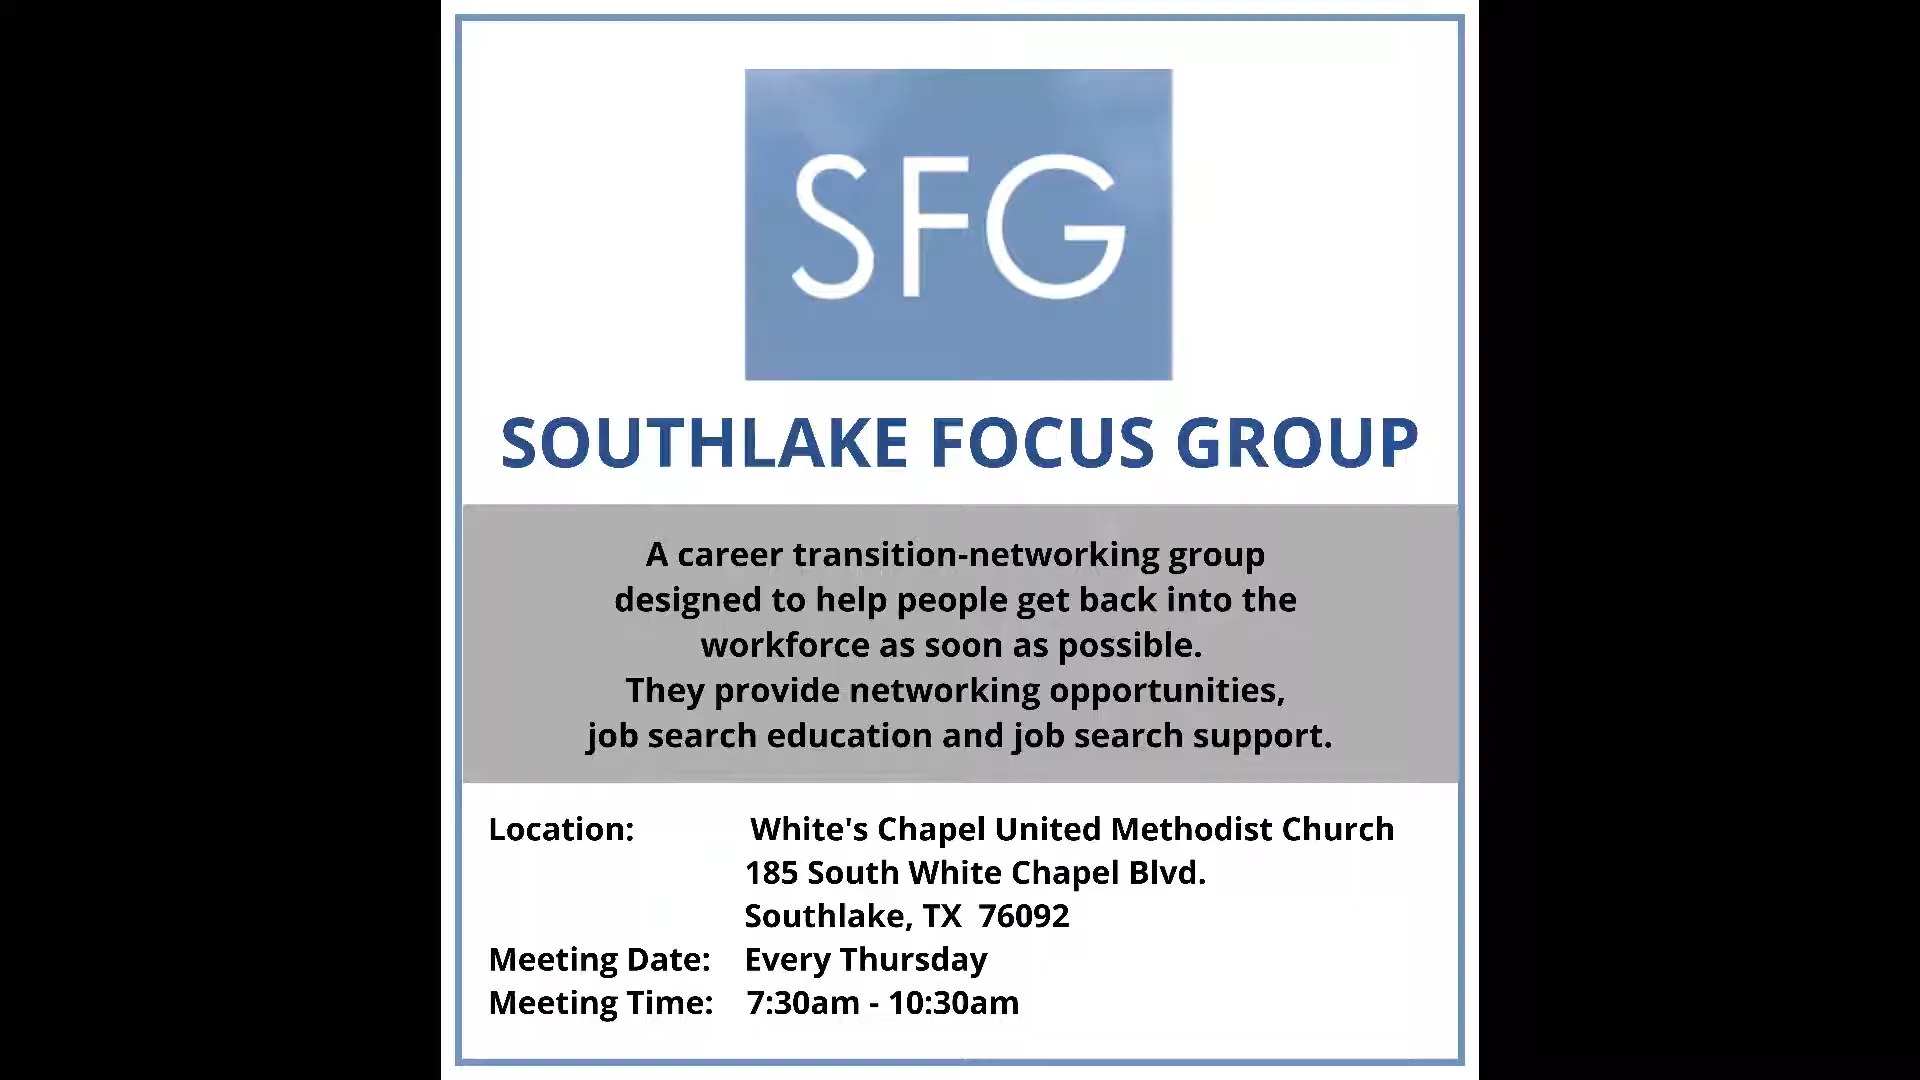 SFG
SOUTHLAKE FOCUS GROUP
A career transition-networking group
designed to help people get back into the
workforce as soon as possible.
They provide networking opportunities,
job search education and job search support.
Location: White's Chapel United Methodist Church
185 South White Chapel Blvd.
Southlake, TX 76092
Meeting Date: Every Thursday
Meeting Time: 7:30am - 10:30am